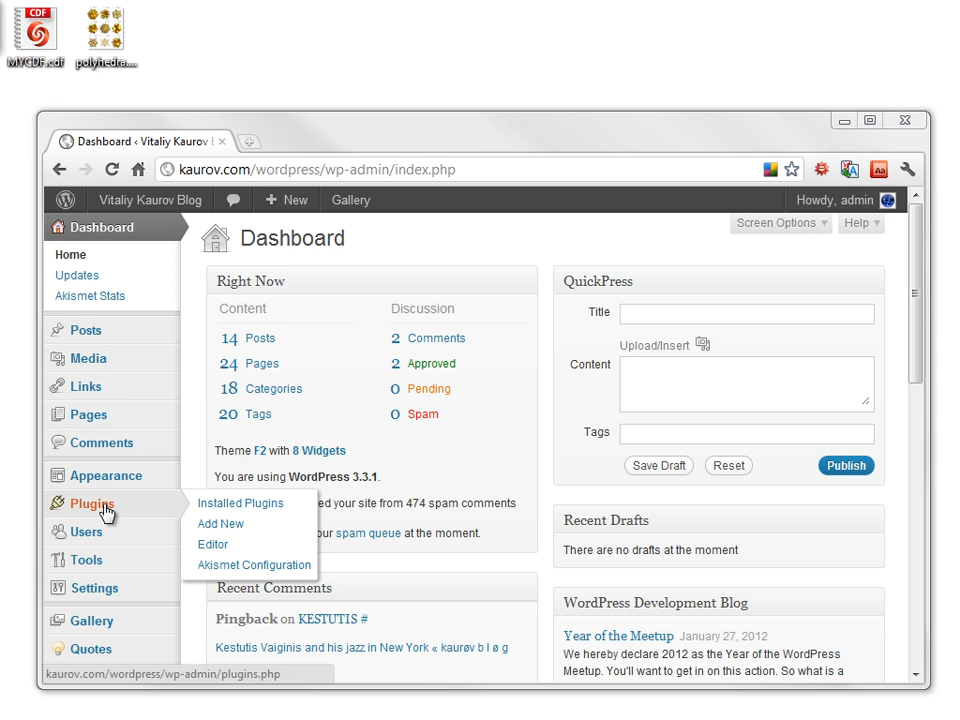 CDF
MYCDF.cdf
polyhedra....
Dashboard ‹ Vitaliy Kaurov
kaurov.com/wordpress/wp-admin/index.php
Vitaliy Kaurov Blog
New
Gallery
Howdy, admin
Dashboard
Home
Updates
Akismet Stats
Posts
Media
Links
Pages
Comments
Appearance
Plugins
Users
Tools
Settings
Gallery
Quotes
Installed Plugins
Add New
Editor
Akismet Configuration
Screen Options
Help
Dashboard
Right Now
Content
Discussion
14 Posts
2 Comments
24 Pages
2 Approved
18 Categories
0 Pending
20 Tags
0 Spam
Theme F2 with 8 Widgets
You are using WordPress 3.3.1.
ed your site from 474 spam comments
our spam queue at the moment.
Recent Comments
Pingback on KESTUTIS #
Kestutis Vaiginis and his jazz in New York « kaurøv b l ø g
QuickPress
Title
Upload/Insert
Content
Tags
Save Draft
Reset
Publish
Recent Drafts
There are no drafts at the moment
WordPress Development Blog
Year of the Meetup January 27, 2012
We hereby declare 2012 as the Year of the WordPress
Meetup. You'll want to get in on this action. So what is a
kaurov.com/wordpress/wp-admin/plugins.php